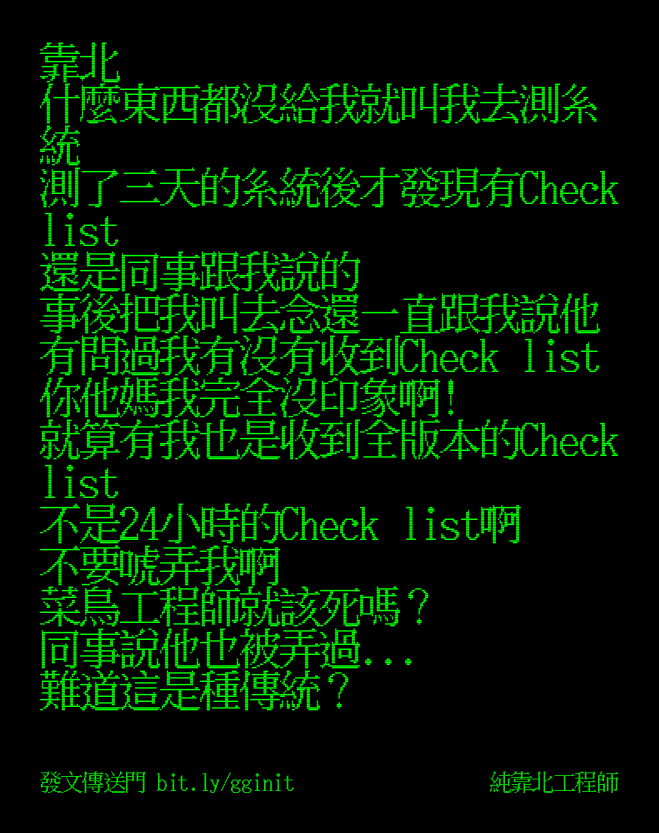 靠北
什麼東西都沒給我就叫我去測系
統
測了三天的系統後才發現有Check
list
還是同事跟我說的
事後把我叫去念還一直跟我說他
有問過我有沒有收到Check list
你他媽我完全沒印象啊!
就算有我也是收到全版本的Check
list
不是24小時的Check list啊
不要唬弄我啊
菜鳥工程師就該死嗎？
同事說他也被弄過...
難道這是種傳統？
發文傳送門 bit.ly/gginit
純靠北工程師